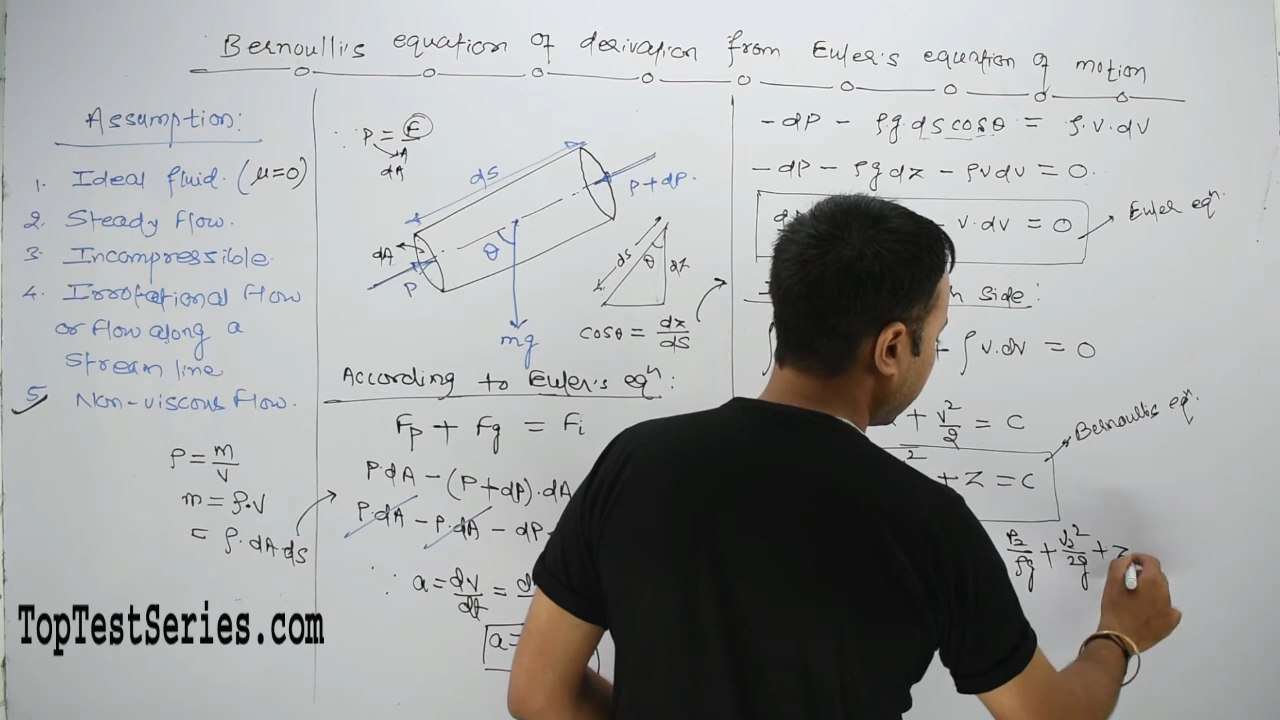 Bernoulli's equation of derivation from Euler's equation of motion
Assumption:
1. Ideal fluid. (μ=0)
2. Steady flow.
3. Incompressible.
4. Irrotational flow
or flow along a
Stream line
5. Non-viscous flow.
ρ = m/V
m = ρ.V
= ρ.dA.ds
∵ P = F/A
dA
ds
P+dP.
dA
θ
P
mg
ds
θ
dz
cosθ = dz/ds
According to Euler's eqⁿ:
Fp + Fg = Fi
P.dA - (P+dP).dA
P.dA - P.dA - dP.
∵ a = dv/dt =
a =
-dP - ρg.ds cosθ = ρ.v.dv
-dP - ρg dz - ρvdv = 0.
- v.dv = 0
Euler eqⁿ.
side:
∫ - ∫ v.dv = 0
+ v²/2 = C
+ z = C
Bernoullis eqⁿ.
P₂/ρg + v₂²/2g + z
TopTestSeries.com